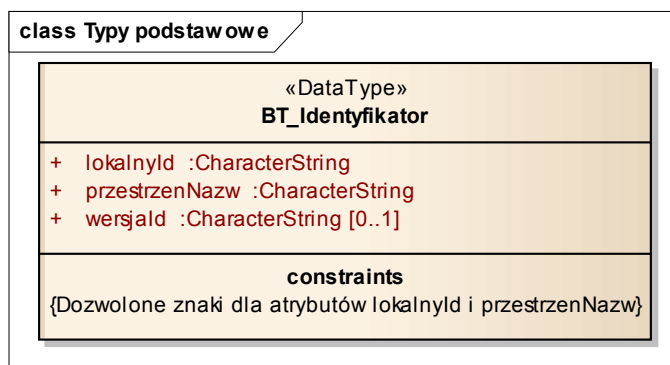 class Typy podstawowe
«DataType»
BT_Identyfikator
+ lokalnyId :CharacterString
+ przestrzenNazw :CharacterString
+ wersjaId :CharacterString [0..1]
constraints
{Dozwolone znaki dla atrybutów lokalnyId i przestrzenNazw}